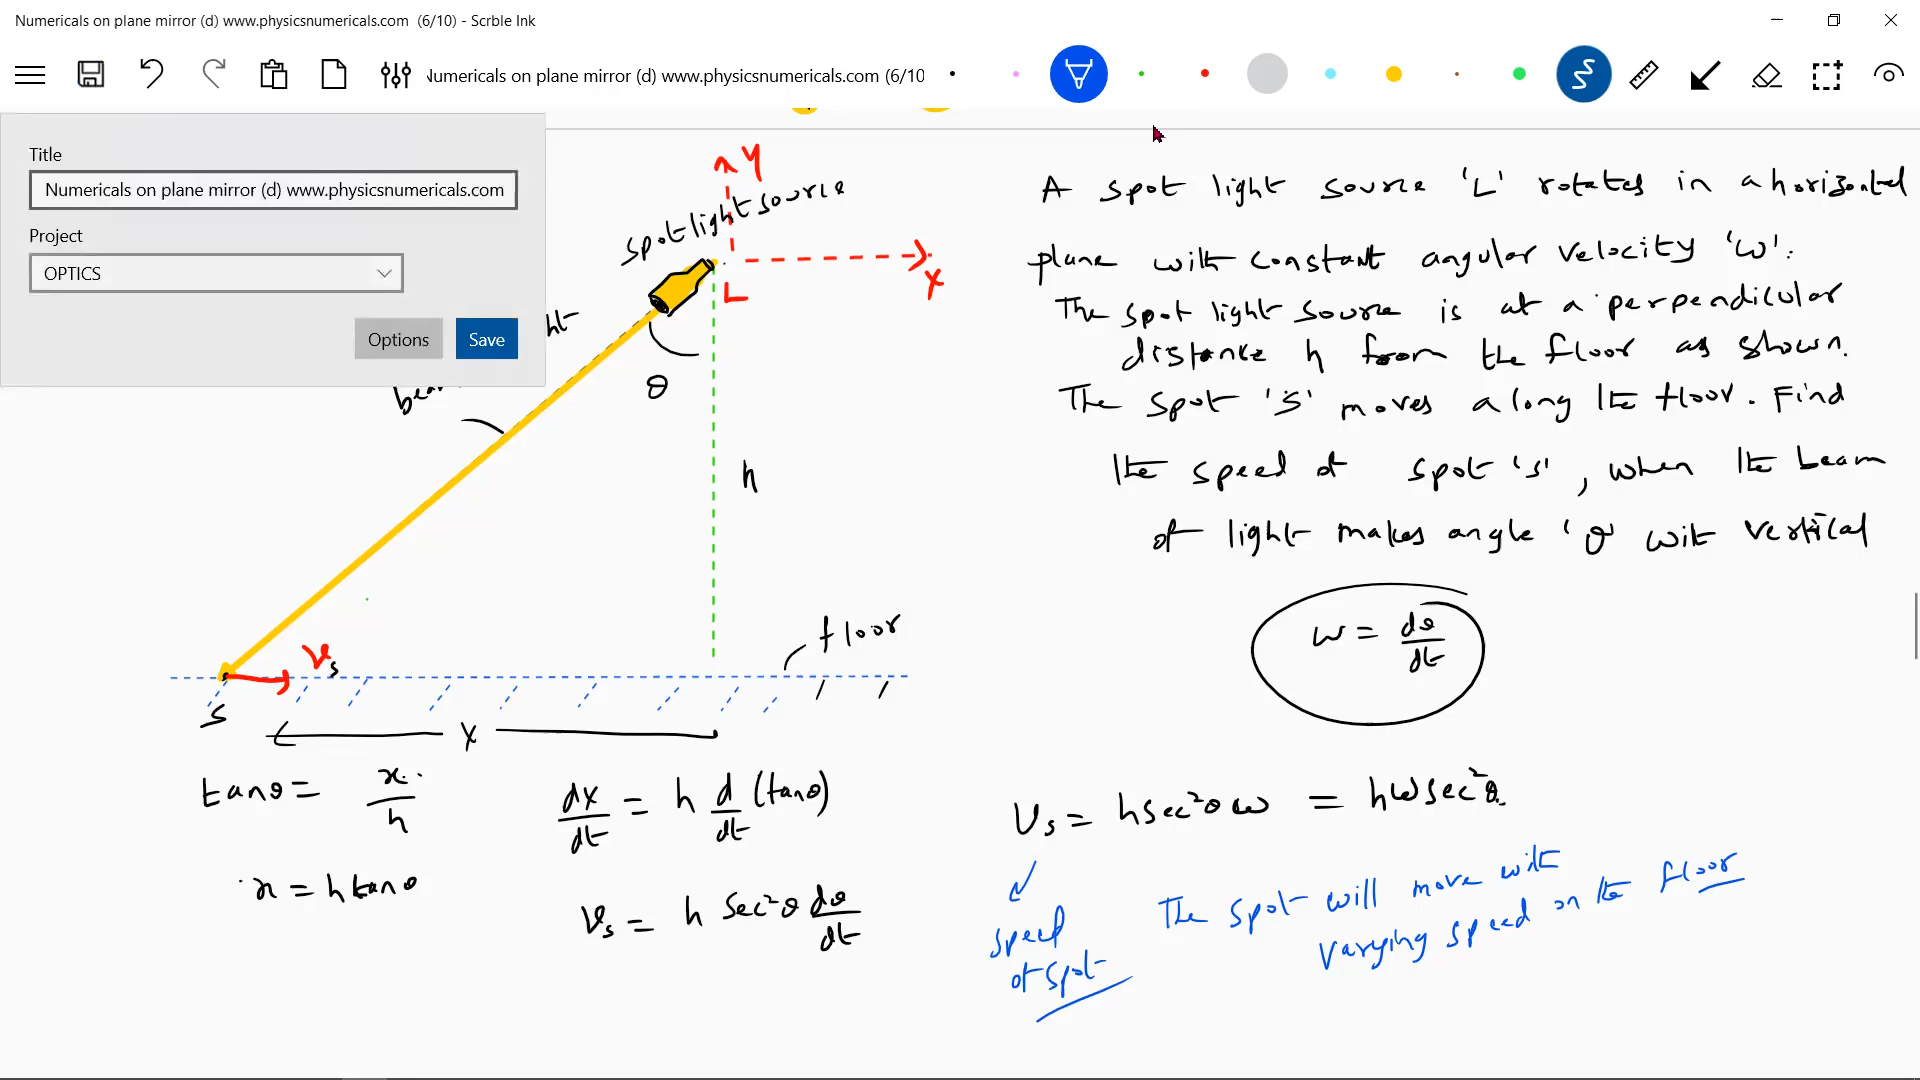 Numericals on plane mirror (d) www.physicsnumericals.com (6/10) - Scrble Ink
Numericals on plane mirror (d) www.physicsnumericals.com (6/10
Title
Numericals on plane mirror (d) www.physicsnumericals.com
Project
OPTICS
Options
Save
Y
spot light source
X
L
θ
h
floor
Vs
S
X
A spot light source 'L' rotates in a horizontal
plane with constant angular velocity 'ω'.
The spot light source is at a perpendicular
distance h from the floor as shown.
The spot 'S' moves along the floor. Find
the speed of spot 's', when the beam
of light makes angle 'θ' with vertical
ω = dθ/dt
tanθ = x/h
x = h tanθ
dx/dt = h d/dt (tanθ)
Vs = h sec²θ dθ/dt
Vs = h sec²θ ω = hω sec²θ.
speed
of spot
The spot will move with
varying speed on the floor